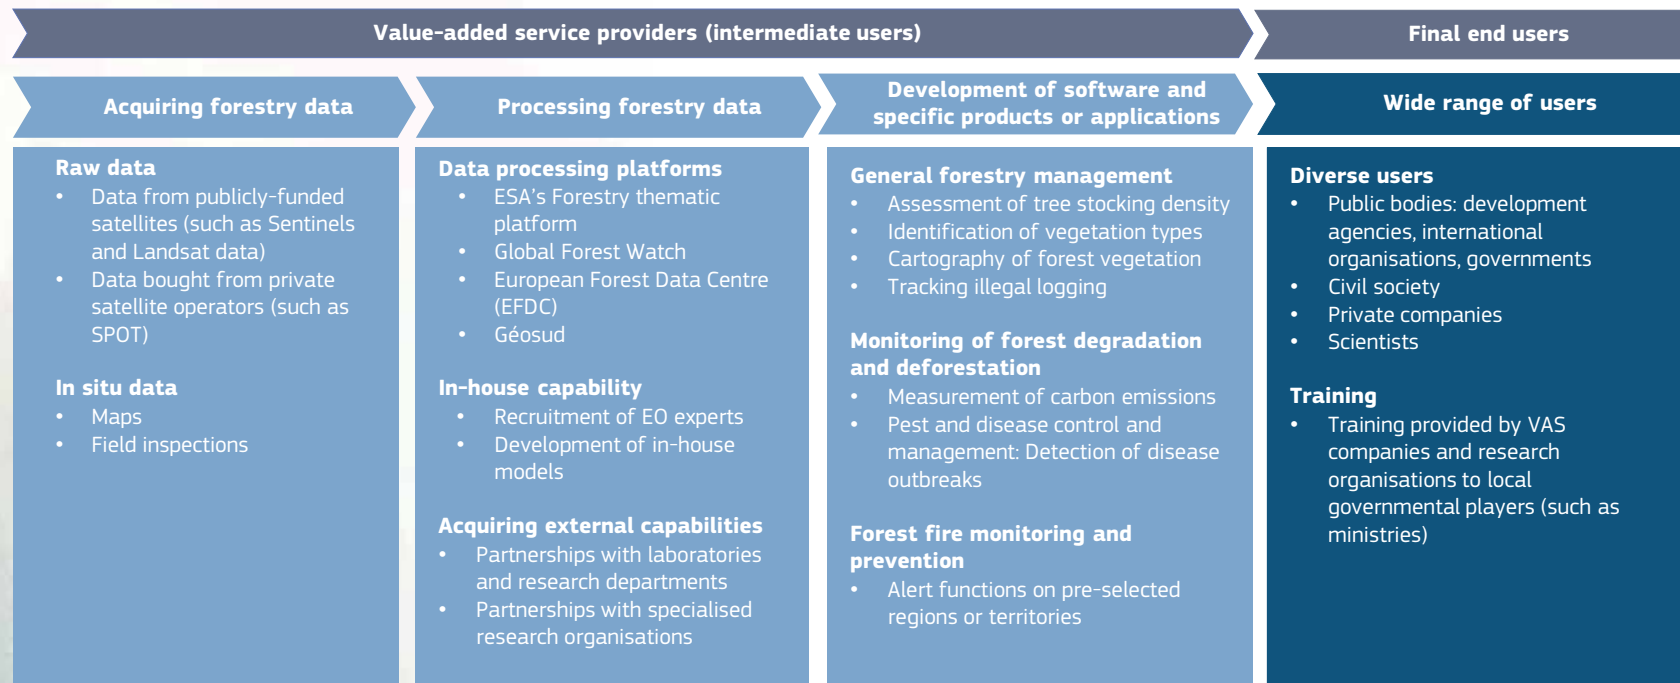 Value-added service providers (intermediate users)
Final end users
Acquiring forestry data
Processing forestry data
Development of software and
specific products or applications
Wide range of users
Raw data
• Data from publicly-funded
satellites (such as Sentinels
and Landsat data)
• Data bought from private
satellite operators (such as
SPOT)
In situ data
• Maps
• Field inspections
Data processing platforms
• ESA's Forestry thematic
platform
• Global Forest Watch
• European Forest Data Centre
(EFDC)
• Géosud
In-house capability
• Recruitment of EO experts
• Development of in-house
models
Acquiring external capabilities
• Partnerships with laboratories
and research departments
• Partnerships with specialised
research organisations
General forestry management
• Assessment of tree stocking density
• Identification of vegetation types
• Cartography of forest vegetation
• Tracking illegal logging
Monitoring of forest degradation
and deforestation
• Measurement of carbon emissions
• Pest and disease control and
management: Detection of disease
outbreaks
Forest fire monitoring and
prevention
• Alert functions on pre-selected
regions or territories
Diverse users
• Public bodies: development
agencies, international
organisations, governments
• Civil society
• Private companies
• Scientists
Training
• Training provided by VAS
companies and research
organisations to local
governmental players (such as
ministries)